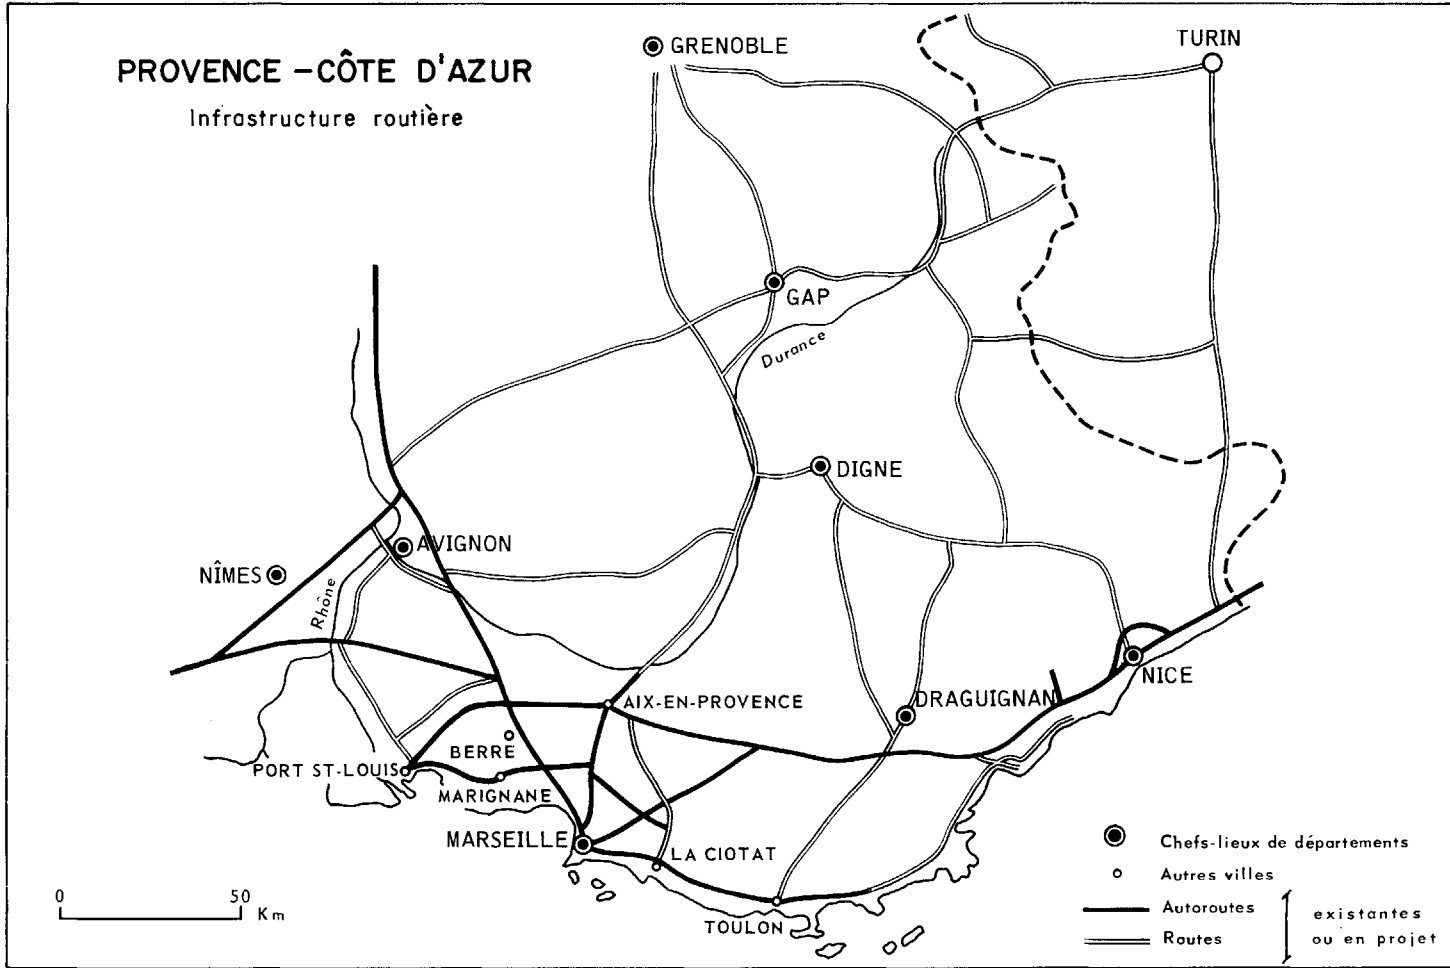 PROVENCE – CÔTE D'AZUR
Infrastructure routière
GRENOBLE
TURIN
GAP
Durance
DIGNE
AVIGNON
NÎMES
Rhône
NICE
AIX-EN-PROVENCE
DRAGUIGNAN
BERRE
PORT ST-LOUIS
MARIGNANE
MARSEILLE
LA CIOTAT
TOULON
0 50
Km
Chefs-lieux de départements
Autres villes
Autoroutes
Routes
existantes
ou en projet